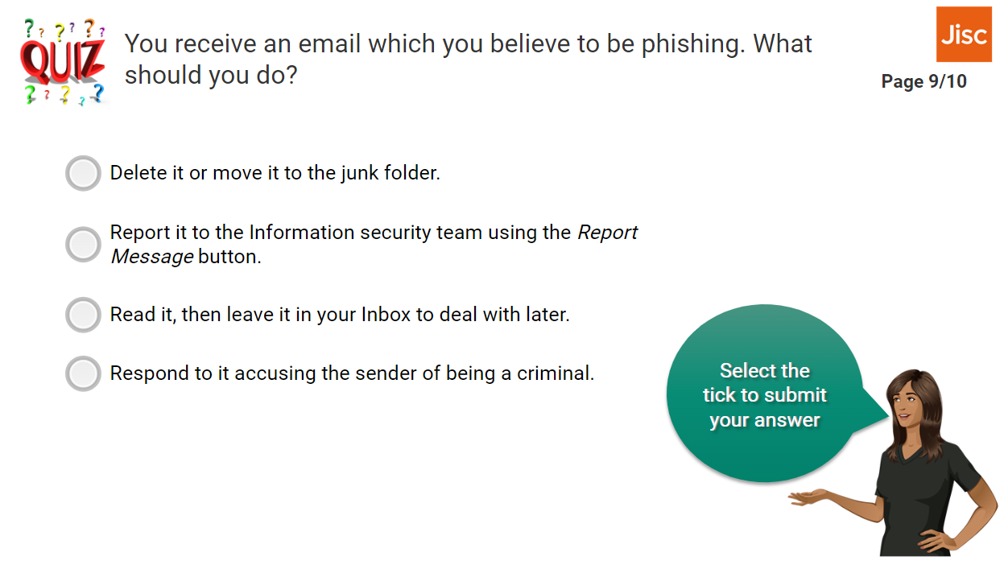 QUIZ
You receive an email which you believe to be phishing. What
should you do?
Jisc
Page 9/10
Delete it or move it to the junk folder.
Report it to the Information security team using the Report
Message button.
Read it, then leave it in your Inbox to deal with later.
Respond to it accusing the sender of being a criminal.
Select the
tick to submit
your answer